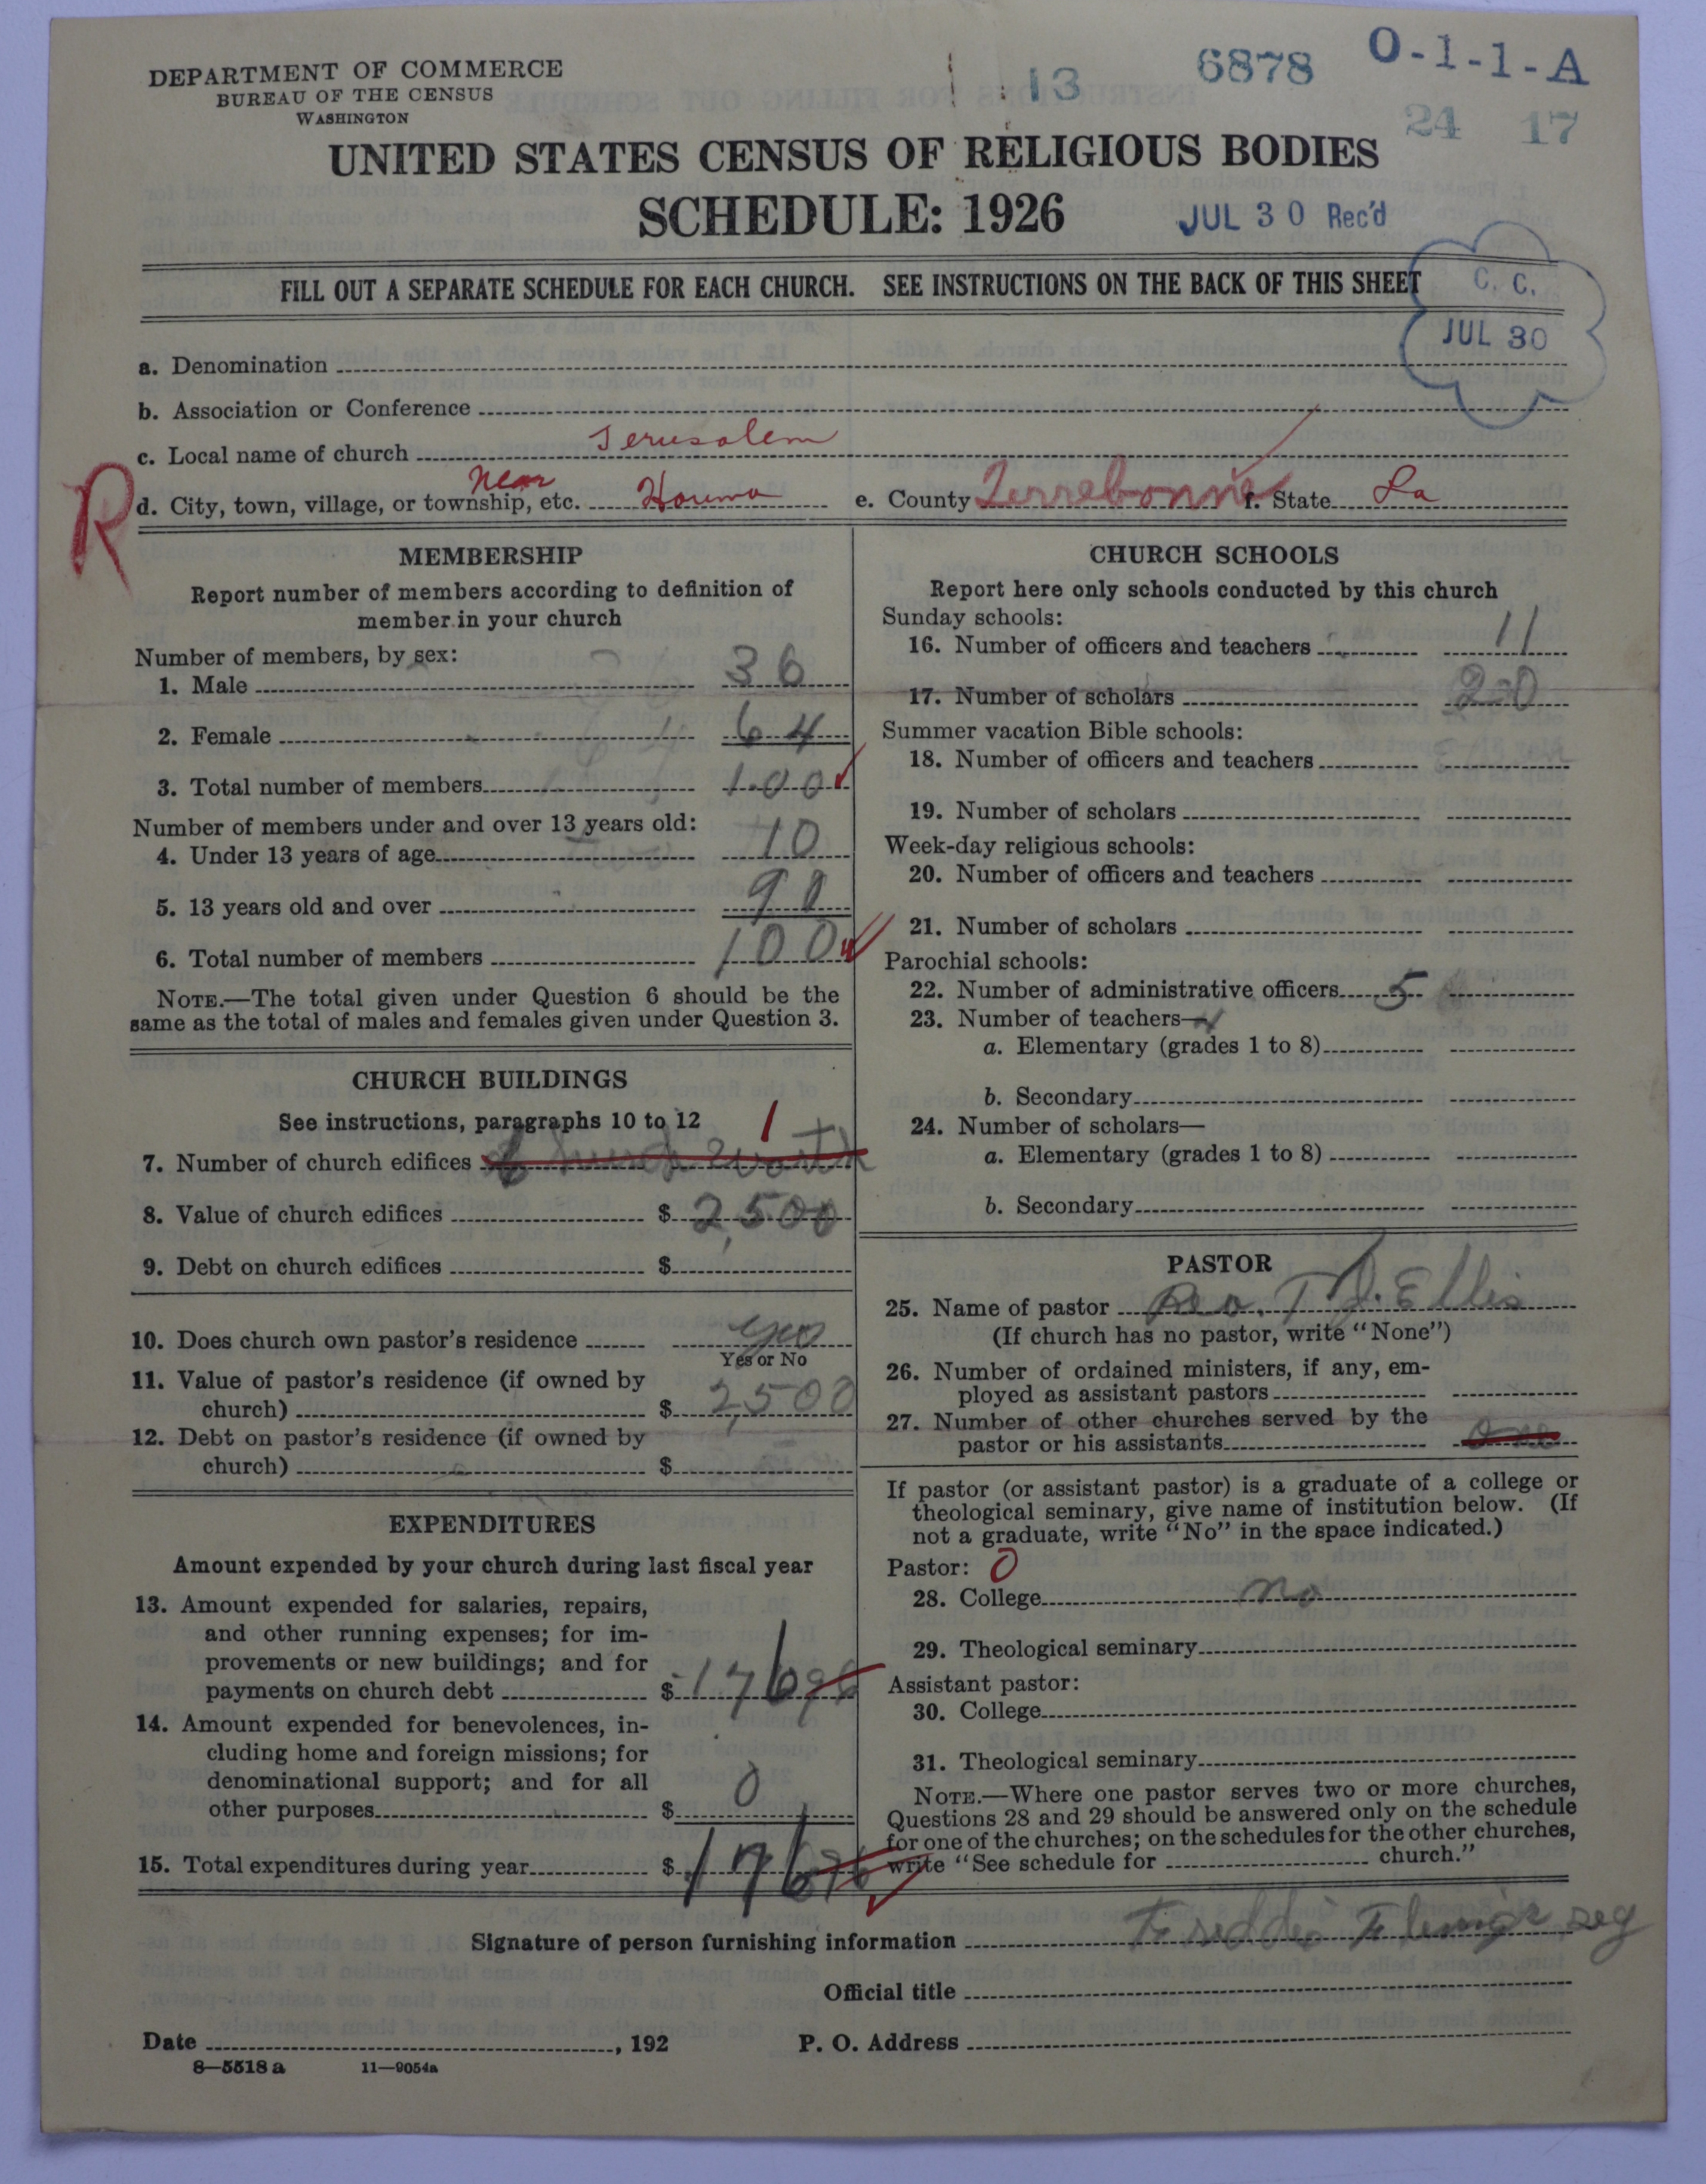 DEPARTMENT OF COMMERCE
BUREAU OF THE CENSUS
WASHINGTON
13 6878 O-1-1-A
24 17
UNITED STATES CENSUS OF RELIGIOUS BODIES
SCHEDULE: 1926
JUL 30 Rec'd
FILL OUT A SEPARATE SCHEDULE FOR EACH CHURCH. SEE INSTRUCTIONS ON THE BACK OF THIS SHEET
C. C.
JUL 30
a. Denomination
b. Association or Conference
c. Local name of church Jerusalem
R
d. City, town, village, or township, etc. near Houma e. County Terrebonne f. State La
MEMBERSHIP
Report number of members according to definition of
member in your church
Number of members, by sex:
1. Male 36
2. Female 64
3. Total number of members 100
Number of members under and over 13 years old:
4. Under 13 years of age 10
5. 13 years old and over 90
6. Total number of members 100
NOTE.—The total given under Question 6 should be the
same as the total of males and females given under Question 3.
CHURCH BUILDINGS
See instructions, paragraphs 10 to 12
7. Number of church edifices church worth 1
8. Value of church edifices $ 2,500
9. Debt on church edifices $
10. Does church own pastor's residence yes
Yes or No
11. Value of pastor's residence (if owned by
church) $ 2,500
12. Debt on pastor's residence (if owned by
church) $
EXPENDITURES
Amount expended by your church during last fiscal year
13. Amount expended for salaries, repairs,
and other running expenses; for im-
provements or new buildings; and for
payments on church debt $ 17696
14. Amount expended for benevolences, in-
cluding home and foreign missions; for
denominational support; and for all
other purposes $ 0
15. Total expenditures during year $ 17696
CHURCH SCHOOLS
Report here only schools conducted by this church
Sunday schools:
16. Number of officers and teachers 11
17. Number of scholars 20
Summer vacation Bible schools:
18. Number of officers and teachers
19. Number of scholars
Week-day religious schools:
20. Number of officers and teachers
21. Number of scholars
Parochial schools:
22. Number of administrative officers 5
23. Number of teachers—
a. Elementary (grades 1 to 8)
b. Secondary
24. Number of scholars—
a. Elementary (grades 1 to 8)
b. Secondary
PASTOR
25. Name of pastor Rev. T. J. Ellis
(If church has no pastor, write "None")
26. Number of ordained ministers, if any, em-
ployed as assistant pastors
27. Number of other churches served by the
pastor or his assistants one
If pastor (or assistant pastor) is a graduate of a college or
theological seminary, give name of institution below. (If
not a graduate, write "No" in the space indicated.)
Pastor: 0
28. College no
29. Theological seminary
Assistant pastor:
30. College
31. Theological seminary
NOTE.—Where one pastor serves two or more churches,
Questions 28 and 29 should be answered only on the schedule
for one of the churches; on the schedules for the other churches,
write "See schedule for church."
Signature of person furnishing information Freddie
Official title
Date , 192 P. O. Address
8—5518 a 11—9054a